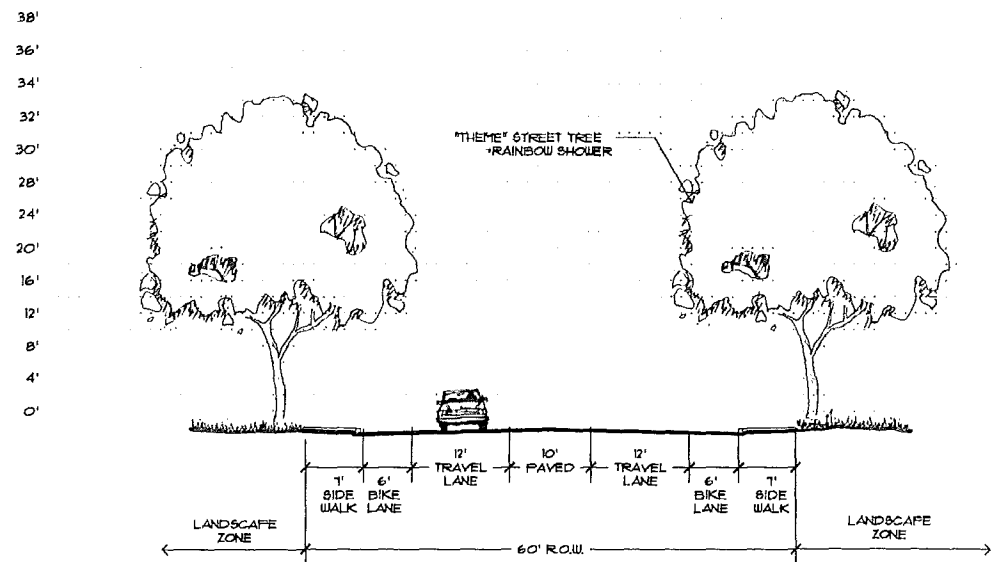 38'
36'
34'
32'
30'
28'
24'
20'
16'
12'
8'
4'
0'
"THEME" STREET TREE
-RAINBOW SHOWER
7'
SIDE
WALK
6'
BIKE
LANE
12'
TRAVEL
LANE
10'
PAVED
12'
TRAVEL
LANE
6'
BIKE
LANE
7'
SIDE
WALK
LANDSCAPE
ZONE
60' R.O.W.
LANDSCAPE
ZONE